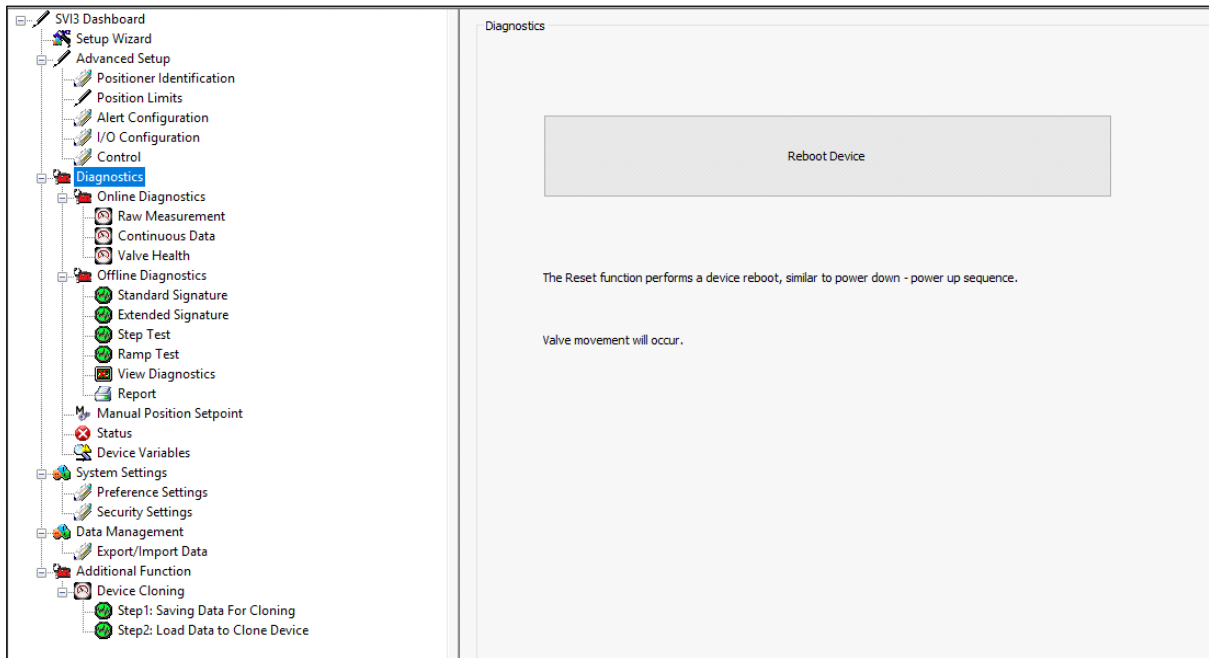 SVI3 Dashboard
Setup Wizard
Advanced Setup
Positioner Identification
Position Limits
Alert Configuration
I/O Configuration
Control
Diagnostics
Online Diagnostics
Raw Measurement
Continuous Data
Valve Health
Offline Diagnostics
Standard Signature
Extended Signature
Step Test
Ramp Test
View Diagnostics
Report
Manual Position Setpoint
Status
Device Variables
System Settings
Preference Settings
Security Settings
Data Management
Export/Import Data
Additional Function
Device Cloning
Step1: Saving Data For Cloning
Step2: Load Data to Clone Device
Diagnostics
Reboot Device
The Reset function performs a device reboot, similar to power down - power up sequence.
Valve movement will occur.